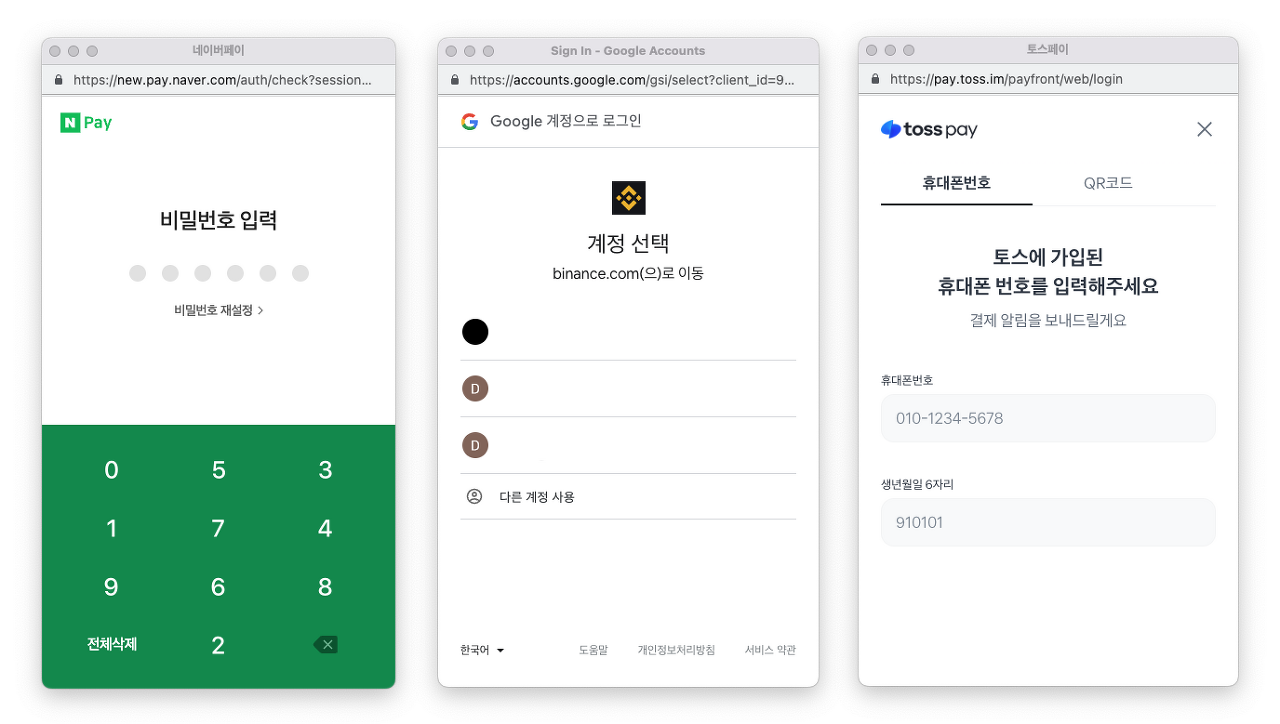 네이버페이
https://new.pay.naver.com/auth/check?session...
N Pay
비밀번호 입력
비밀번호 재설정 >
0 5 3
1 7 4
9 6 8
전체삭제 2
Sign In - Google Accounts
https://accounts.google.com/gsi/select?client_id=9...
G Google 계정으로 로그인
계정 선택
binance.com(으)로 이동
D
D
다른 계정 사용
한국어 도움말 개인정보처리방침 서비스 약관
토스페이
https://pay.toss.im/payfront/web/login
toss pay
휴대폰번호 QR코드
토스에 가입된
휴대폰 번호를 입력해주세요
결제 알림을 보내드릴게요
휴대폰번호
010-1234-5678
생년월일 6자리
910101